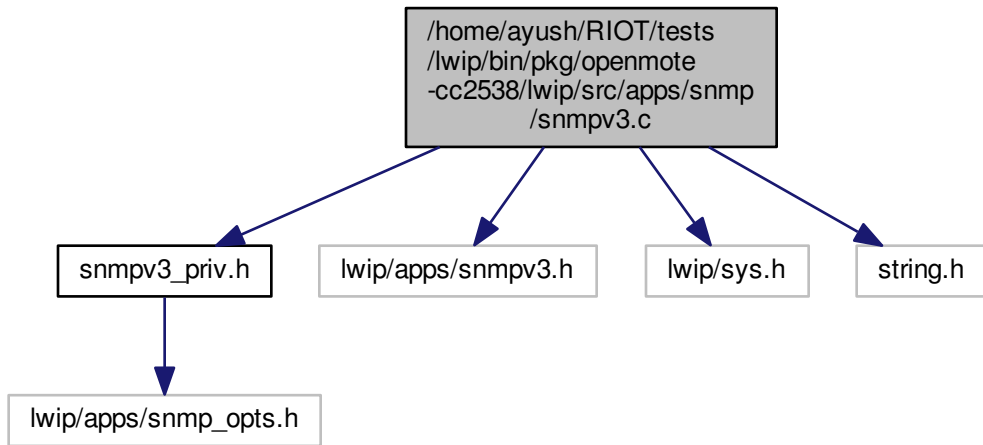 /home/ayush/RIOT/tests
/lwip/bin/pkg/openmote
-cc2538/lwip/src/apps/snmp
/snmpv3.c
snmpv3_priv.h
lwip/apps/snmpv3.h
lwip/sys.h
string.h
lwip/apps/snmp_opts.h